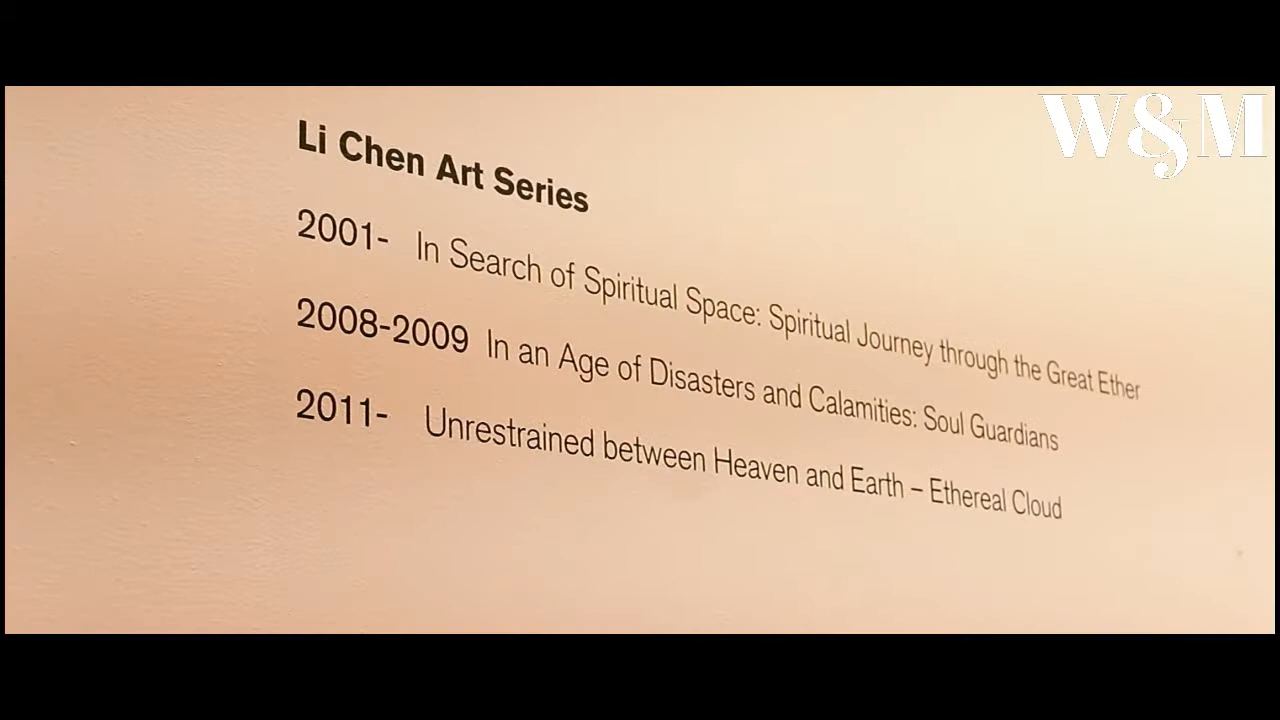 W&M
Li Chen Art Series
2001- In Search of Spiritual Space: Spiritual Journey through the Great Ether
2008-2009 In an Age of Disasters and Calamities: Soul Guardians
2011- Unrestrained between Heaven and Earth – Ethereal Cloud